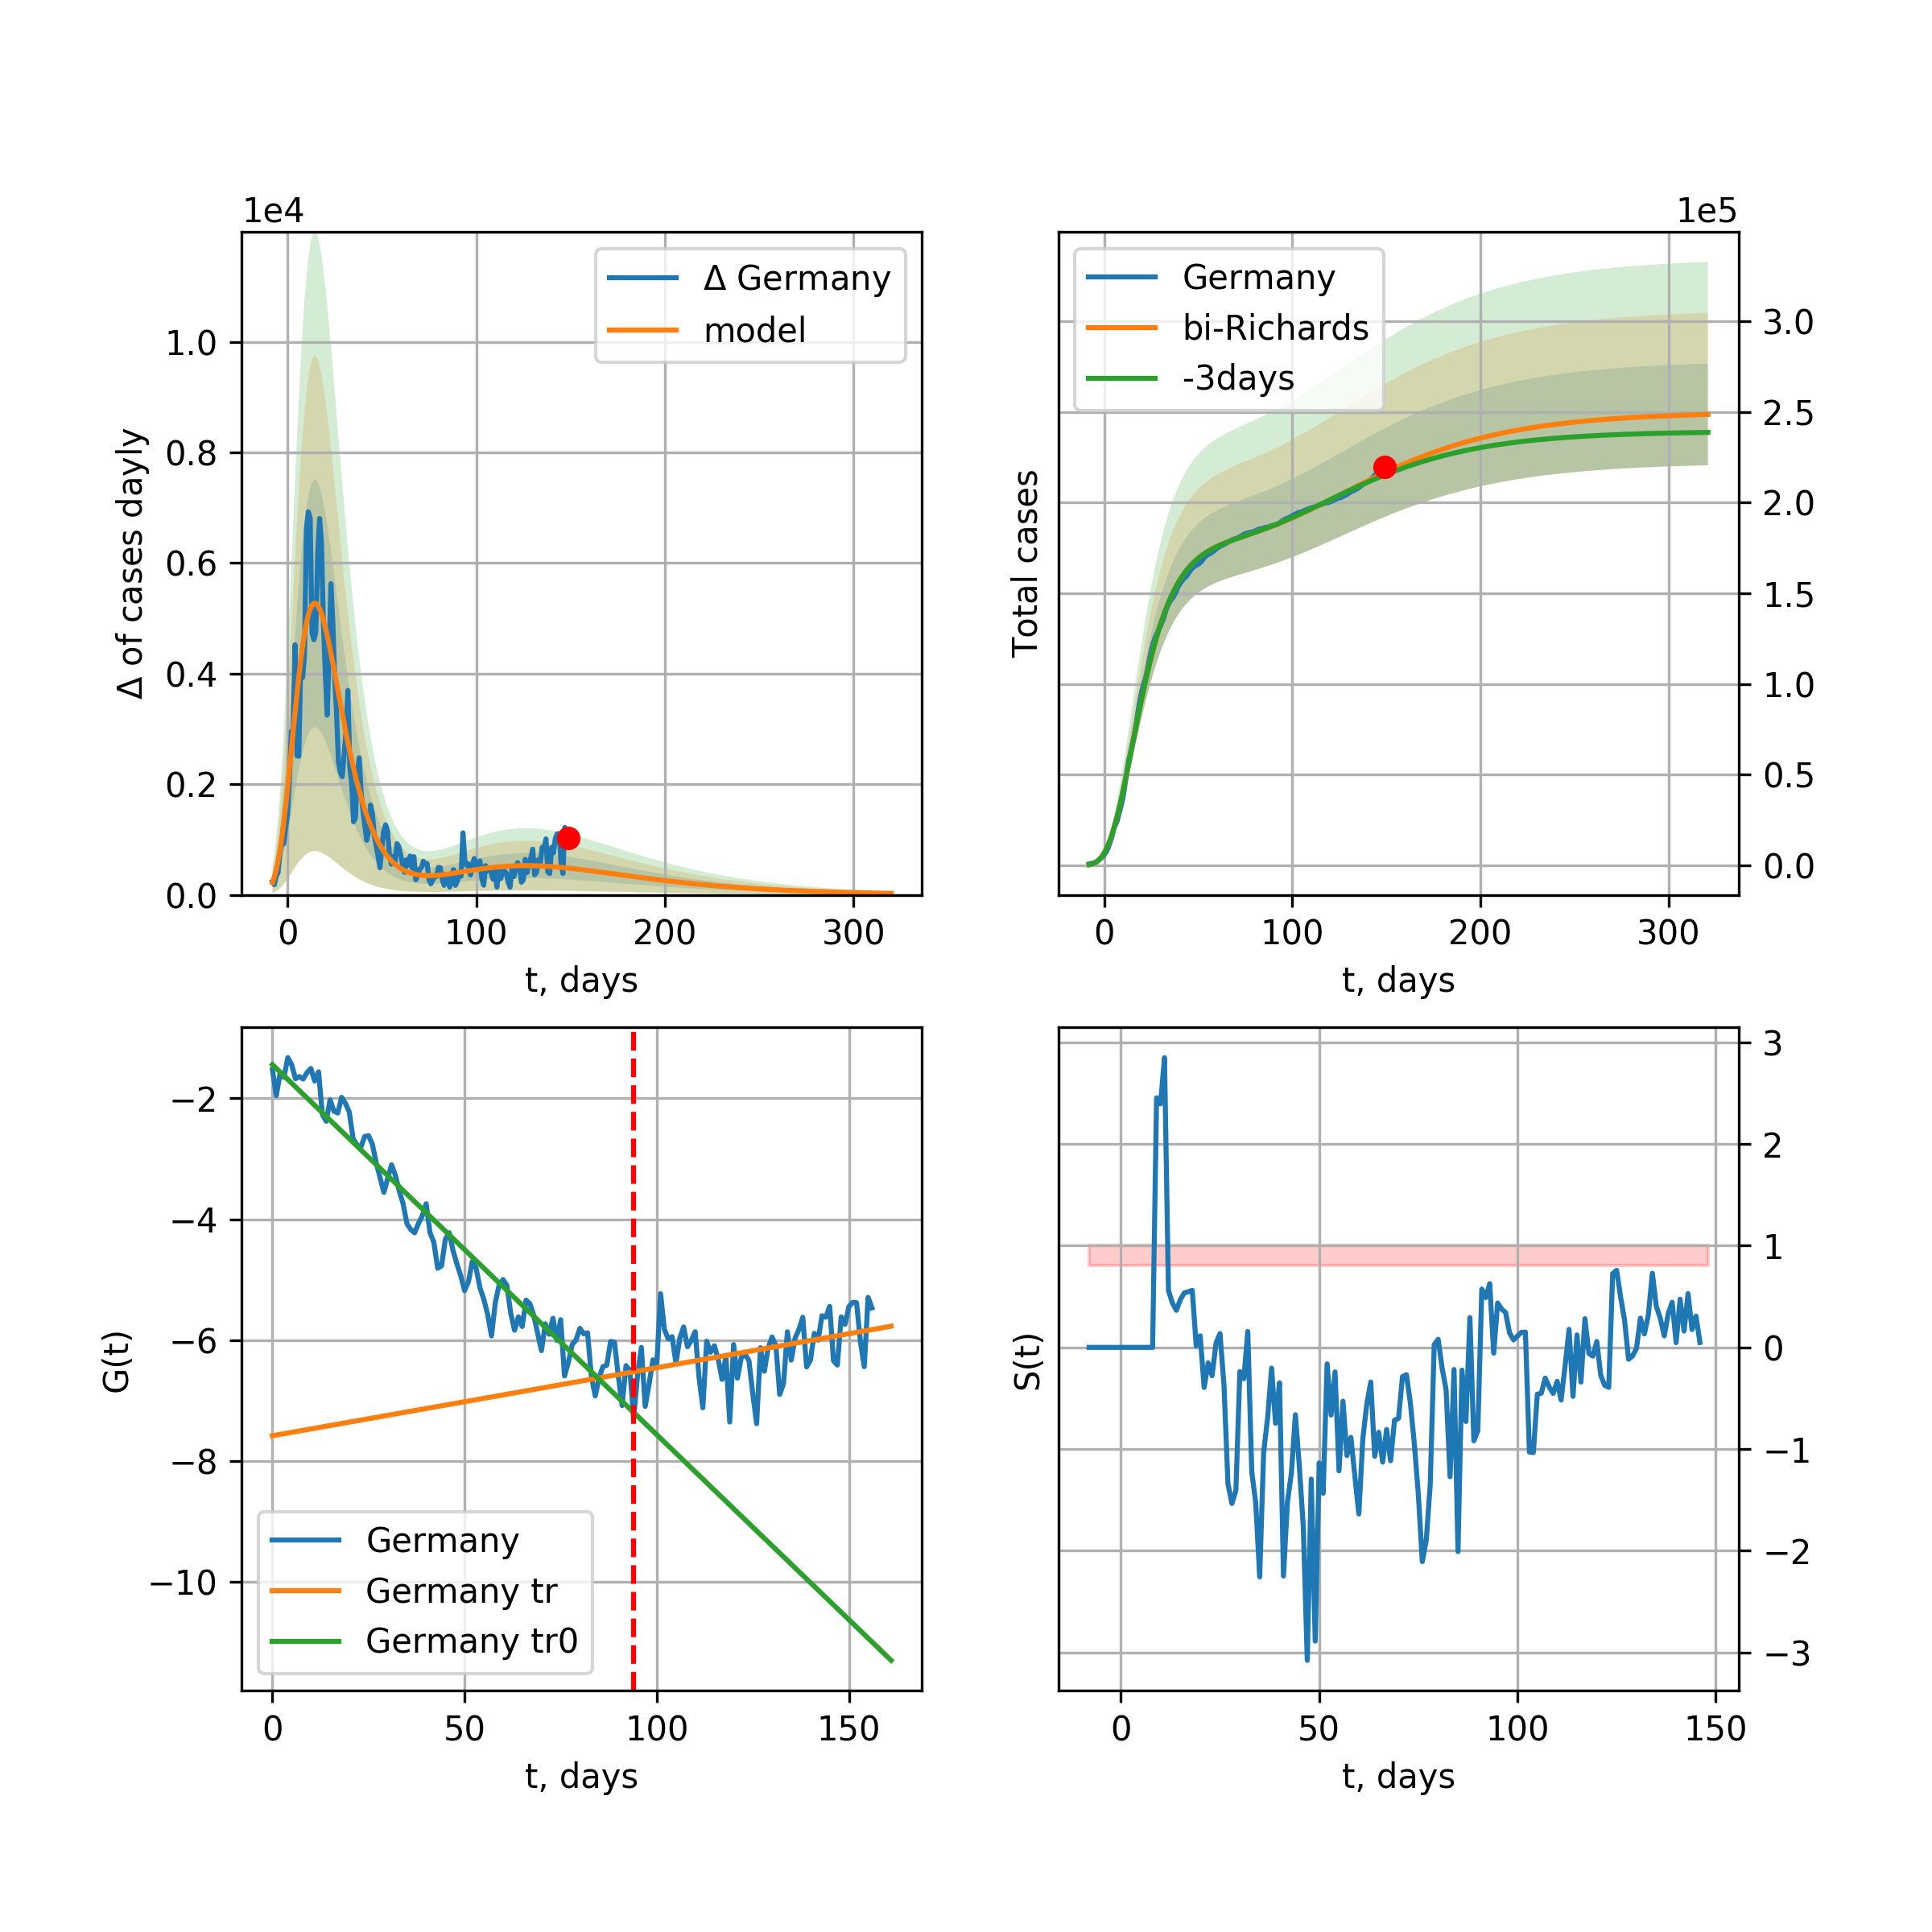 1e4
Δ Germany
model
1.0
0.8
0.6
0.4
0.2
0.0
Δ of cases dayly
0
100
200
300
t, days
1e5
Germany
bi-Richards
-3days
3.0
2.5
2.0
1.5
1.0
0.5
0.0
Total cases
0
100
200
300
t, days
−2
−4
−6
−8
−10
G(t)
Germany
Germany tr
Germany tr0
0
50
100
150
t, days
3
2
1
0
−1
−2
−3
S(t)
0
50
100
150
t, days